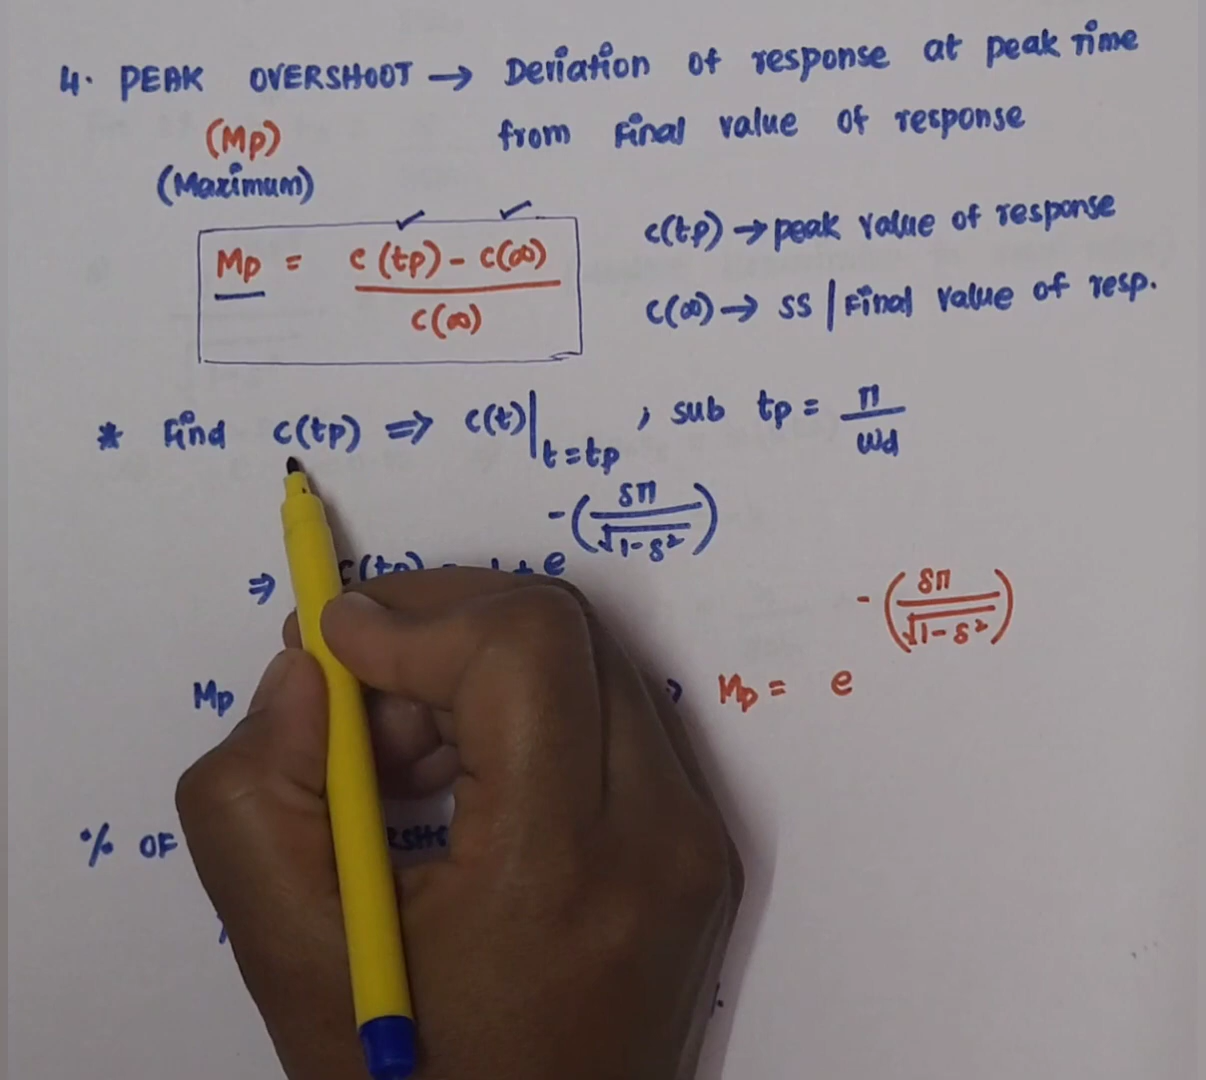 4. PEAK OVERSHOOT → Deviation of response at peak Time
(Mp) from Final value of response
(Maximum)
Mp = c(tp) - c(∞) / c(∞)
c(tp) → peak value of response
c(∞) → SS | Final value of resp.
* Find c(tp) ⇒ c(t)|t=tp ; sub tp = π/ωd
⇒ c(tp) = 1 + e^-(δπ/√1-δ²)
Mp ⇒ Mp = e^-(δπ/√1-δ²)
% OF